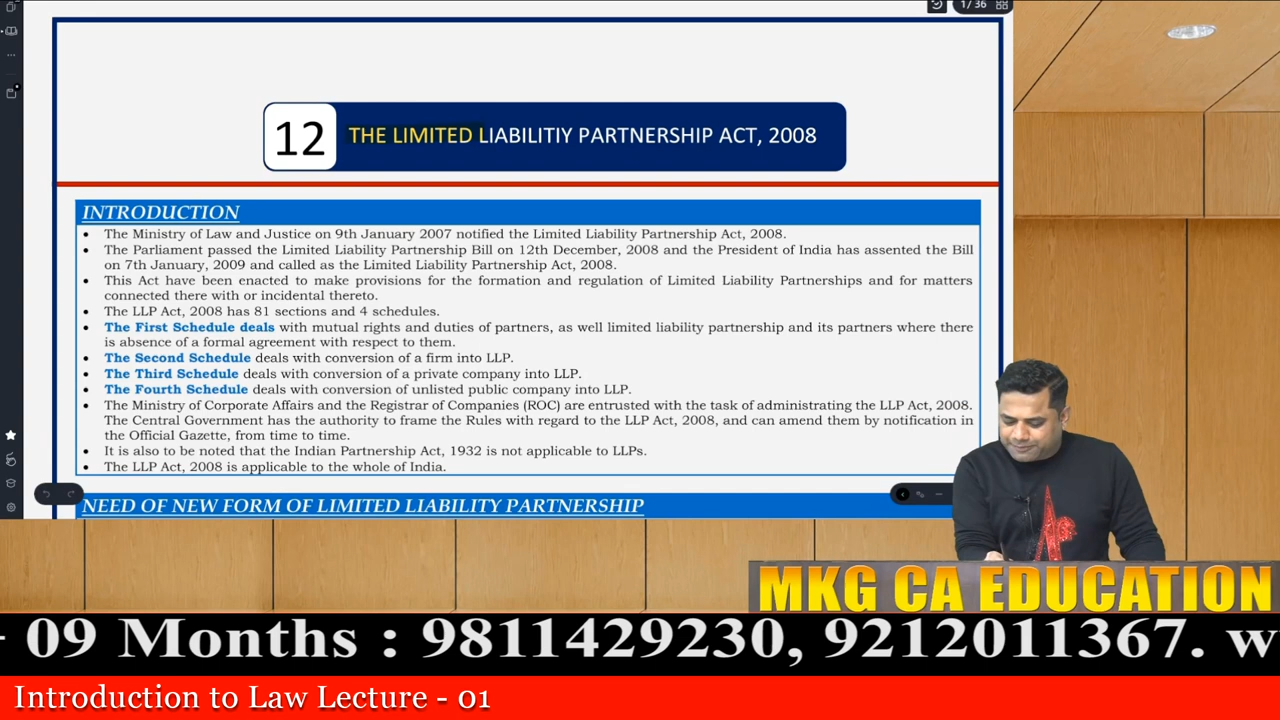 1/36
12
THE LIMITED LIABILITIY PARTNERSHIP ACT, 2008
INTRODUCTION
• The Ministry of Law and Justice on 9th January 2007 notified the Limited Liability Partnership Act, 2008.
• The Parliament passed the Limited Liability Partnership Bill on 12th December, 2008 and the President of India has assented the Bill
on 7th January, 2009 and called as the Limited Liability Partnership Act, 2008.
• This Act have been enacted to make provisions for the formation and regulation of Limited Liability Partnerships and for matters
connected there with or incidental thereto.
• The LLP Act, 2008 has 81 sections and 4 schedules.
• The First Schedule deals with mutual rights and duties of partners, as well limited liability partnership and its partners where there
is absence of a formal agreement with respect to them.
• The Second Schedule deals with conversion of a firm into LLP.
• The Third Schedule deals with conversion of a private company into LLP.
• The Fourth Schedule deals with conversion of unlisted public company into LLP.
• The Ministry of Corporate Affairs and the Registrar of Companies (ROC) are entrusted with the task of administrating the LLP Act, 2008.
The Central Government has the authority to frame the Rules with regard to the LLP Act, 2008, and can amend them by notification in
the Official Gazette, from time to time.
• It is also to be noted that the Indian Partnership Act, 1932 is not applicable to LLPs.
• The LLP Act, 2008 is applicable to the whole of India.
NEED OF NEW FORM OF LIMITED LIABILITY PARTNERSHIP
MKG CA EDUCATION
- 09 Months : 9811429230, 9212011367. w
Introduction to Law Lecture - 01